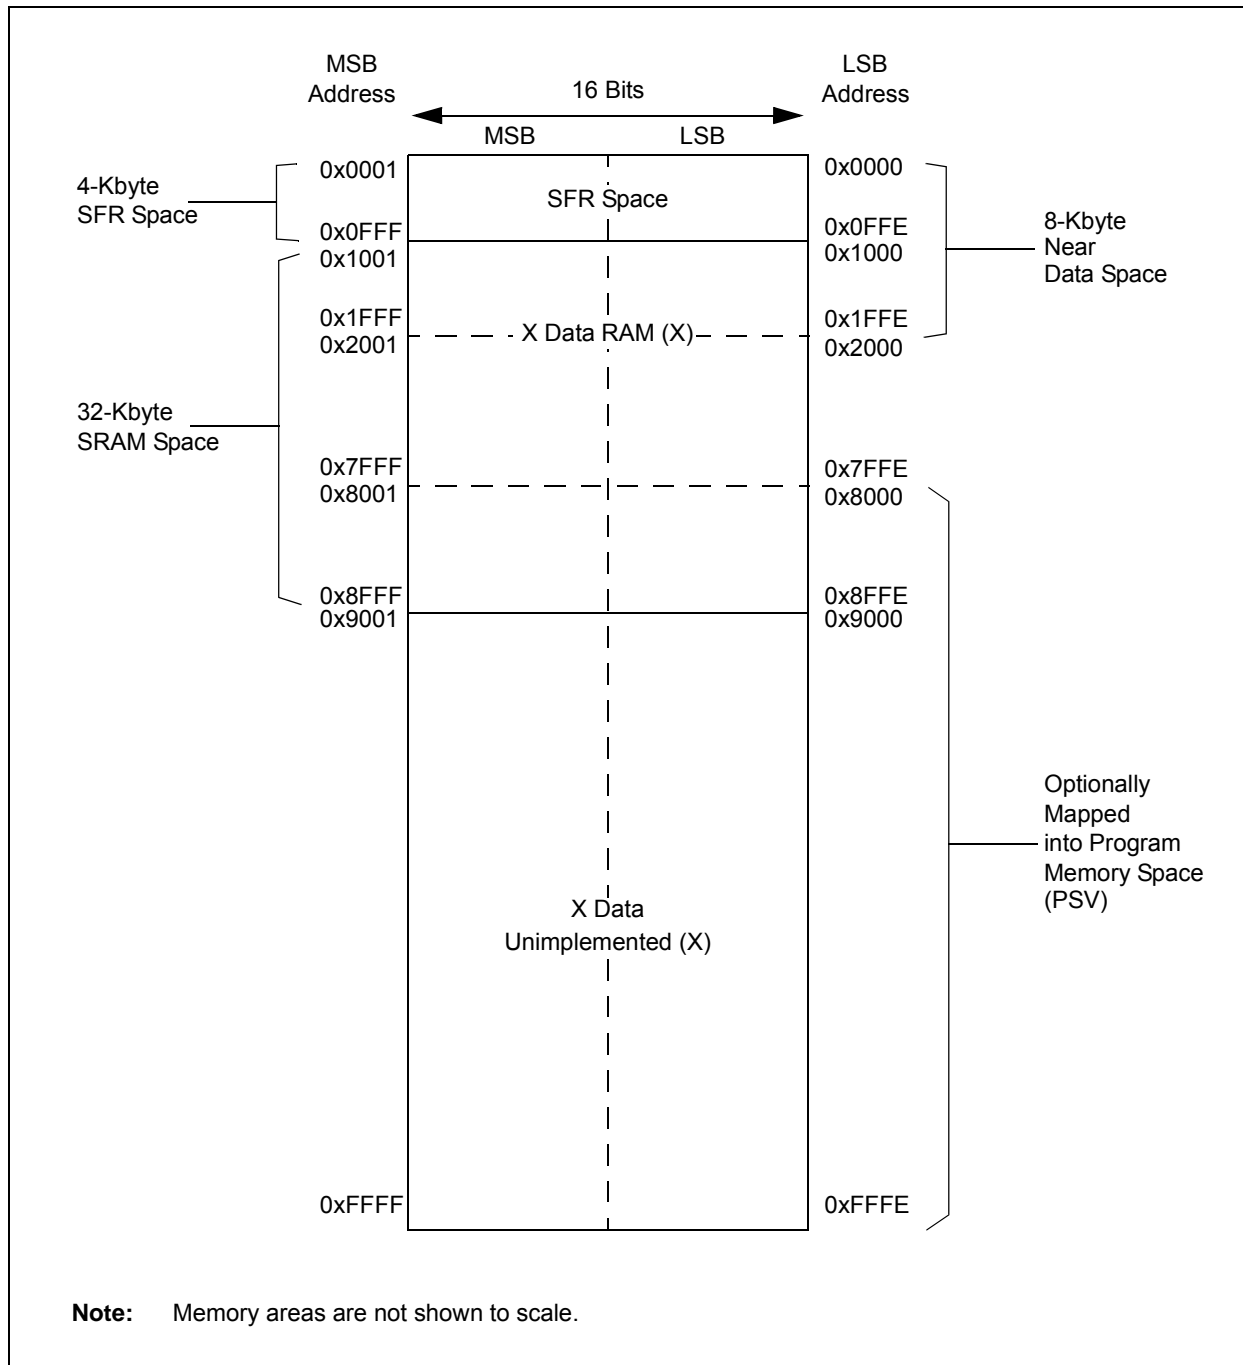 MSB
Address
16 Bits
LSB
Address
MSB
LSB
4-Kbyte
SFR Space
0x0001
0x0FFF
0x1001
SFR Space
0x0000
0x0FFE
0x1000
8-Kbyte
Near
Data Space
0x1FFF
0x2001
X Data RAM (X)
0x1FFE
0x2000
32-Kbyte
SRAM Space
0x7FFF
0x8001
0x7FFE
0x8000
0x8FFF
0x9001
0x8FFE
0x9000
Optionally
Mapped
into Program
Memory Space
(PSV)
X Data
Unimplemented (X)
0xFFFF
0xFFFE
Note: Memory areas are not shown to scale.